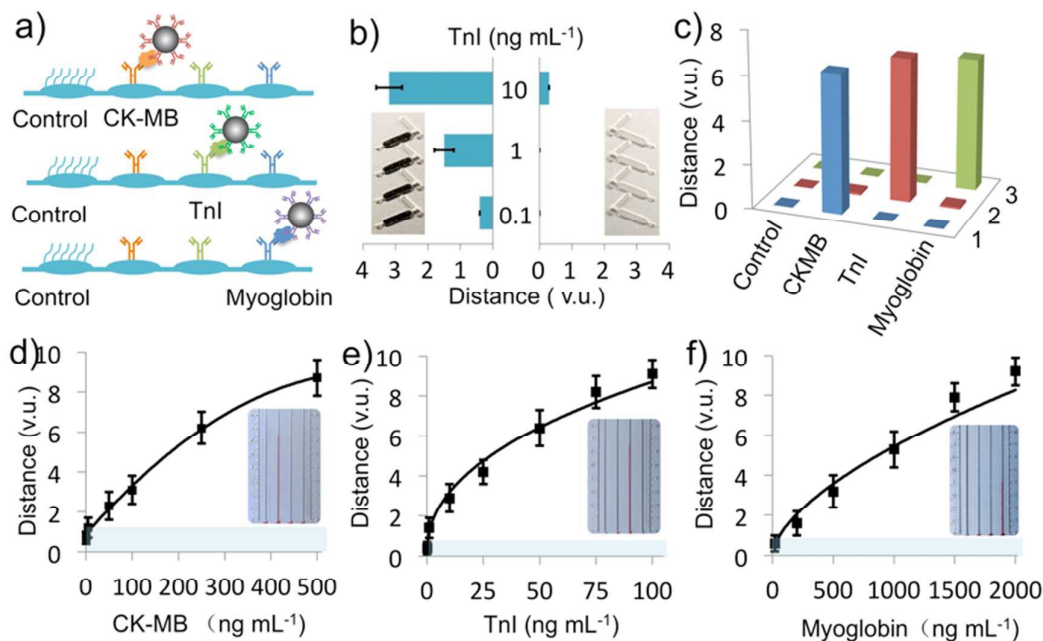 a)
Control CK-MB
Control TnI
Control Myoglobin
b)
TnI (ng mL⁻¹)
10
1
0.1
4 3 2 1 0 0 1 2 3 4
Distance ( v.u.)
c)
Distance (v.u.)
8
6
4
2
0
Control
CKMB
TnI
Myoglobin
1
2
3
d)
Distance (v.u.)
10
8
6
4
2
0
0 100 200 300 400 500
CK-MB （ng mL⁻¹）
e)
Distance (v.u.)
10
8
6
4
2
0
0 25 50 75 100
TnI (ng mL⁻¹)
f)
Distance (v.u.)
10
8
6
4
2
0
0 500 1000 1500 2000
Myoglobin （ng mL⁻¹）